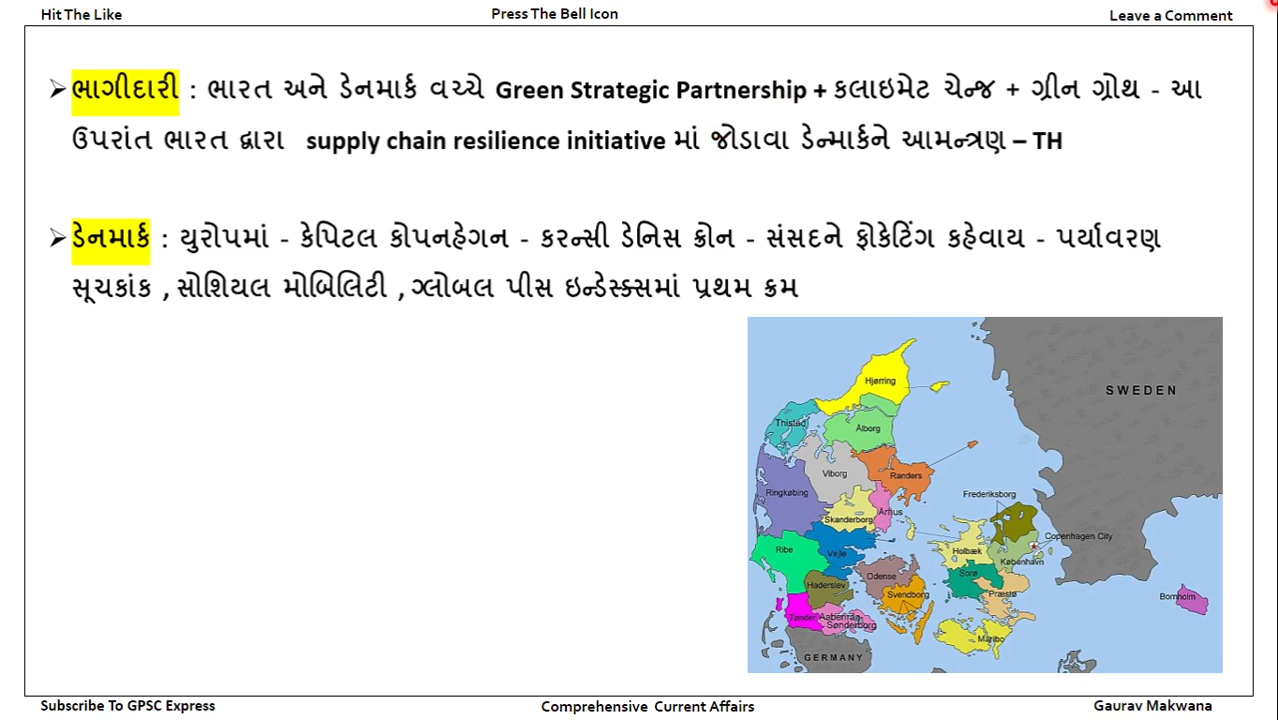 Hit The Like
Press The Bell Icon
Leave a Comment
➢ ભાગીદારી : ભારત અને ડેનમાર્ક વચ્ચે Green Strategic Partnership + કલાઇમેટ ચેન્જ + ગ્રીન ગ્રોથ - આ
ઉપરાંત ભારત દ્વારા supply chain resilience initiative માં જોડાવા ડેન્માર્કને આમન્ત્રણ – TH
➢ ડેનમાર્ક : યુરોપમાં - કેપિટલ કોપનહેગન - કરન્સી ડેનિસ ક્રોન - સંસદને ફોકેટિંગ કહેવાય - પર્યાવરણ
સૂચકાંક , સોશિયલ મોબિલિટી , ગ્લોબલ પીસ ઇન્ડેસ્ક્સમાં પ્રથમ ક્રમ
Hjørring
SWEDEN
Thisted
Ålborg
Viborg
Randers
Ringkøbing
Frederiksborg
Århus
Skanderborg
Copenhagen City
Ribe
Vejle
Holbæk
København
Odense
Sorø
Haderslev
Svendborg
Præstø
Bornholm
Tønder
Aabenraa
Sønderborg
Maribo
GERMANY
Subscribe To GPSC Express
Comprehensive Current Affairs
Gaurav Makwana